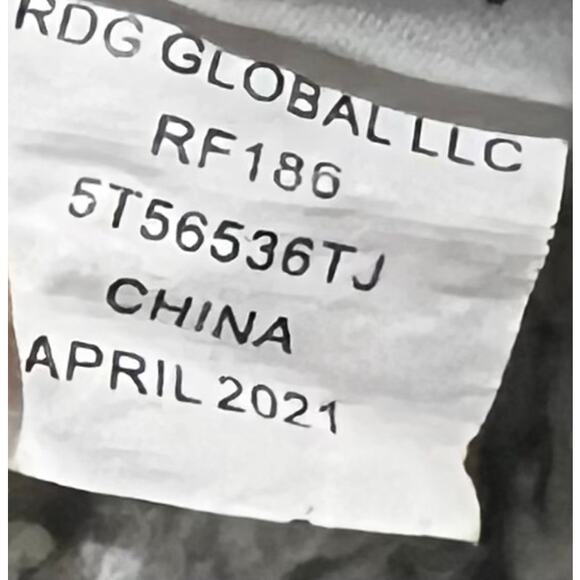 RDG GLOBAL LLC
RF186
5T56536TJ
CHINA
APRIL 2021